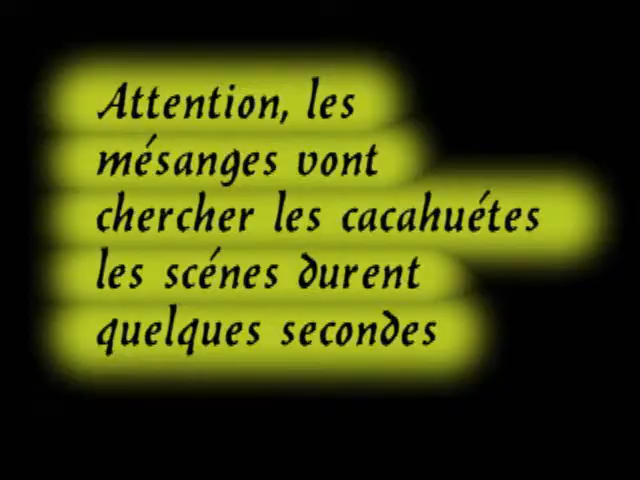 Attention, les
mésanges vont
chercher les cacahuétes
les scénes durent
quelques secondes